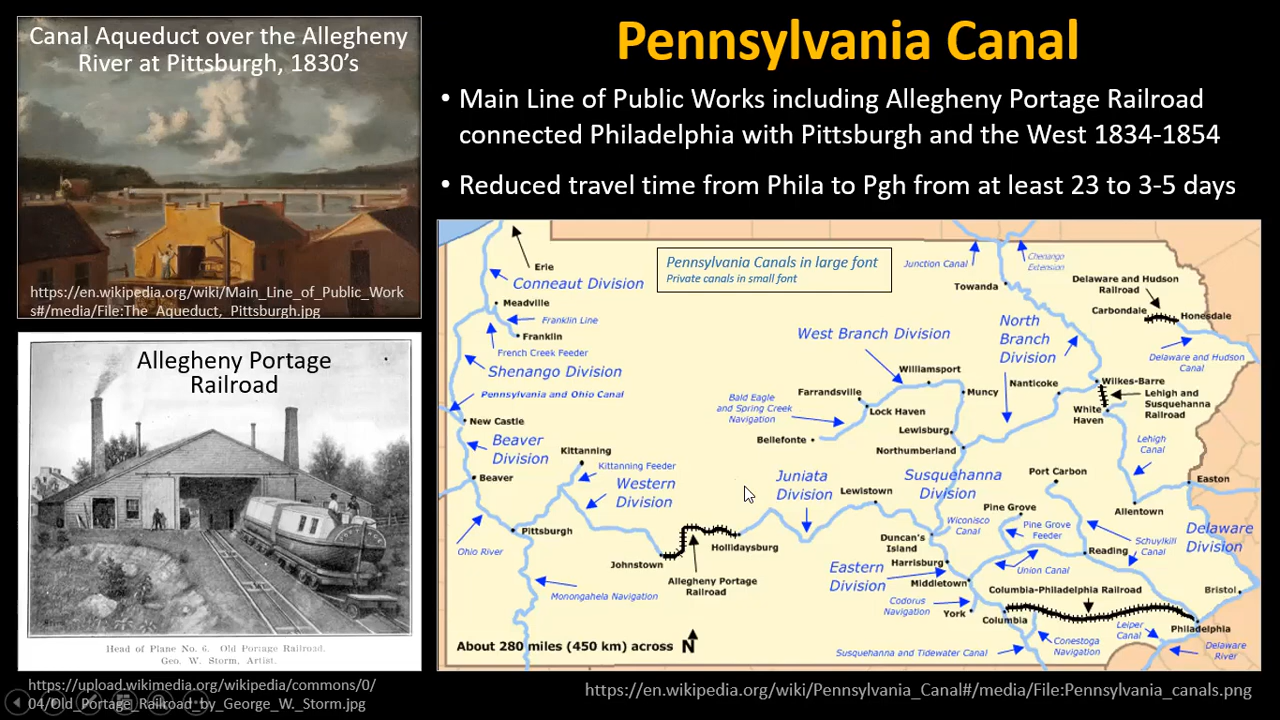 Canal Aqueduct over the Allegheny
River at Pittsburgh, 1830’s
https://en.wikipedia.org/wiki/Main_Line_of_Public_Work
s#/media/File:The_Aqueduct,_Pittsburgh.jpg
Allegheny Portage
Railroad
Head of Plane No. 6. Old Portage Railroad.
Geo. W. Storm, Artist.
https://upload.wikimedia.org/wikipedia/commons/0/
04/Old_Portage_Railroad_by_George_W._Storm.jpg
Pennsylvania Canal
• Main Line of Public Works including Allegheny Portage Railroad
connected Philadelphia with Pittsburgh and the West 1834-1854
• Reduced travel time from Phila to Pgh from at least 23 to 3-5 days
Pennsylvania Canals in large font
Private canals in small font
Erie
Conneaut Division
Meadville
Franklin Line
Franklin
French Creek Feeder
Shenango Division
Pennsylvania and Ohio Canal
New Castle
Beaver
Division
Beaver
Kittanning
Kittanning Feeder
Western
Division
Pittsburgh
Ohio River
Monongahela Navigation
Johnstown
Allegheny Portage
Railroad
Hollidaysburg
Juniata
Division
Lewistown
West Branch Division
Williamsport
Farrandsville
Lock Haven
Bald Eagle
and Spring Creek
Navigation
Bellefonte
Muncy
Lewisburg
Northumberland
Susquehanna
Division
Junction Canal
Chenango
Extension
Towanda
North
Branch
Division
Nanticoke
Wilkes-Barre
Delaware and Hudson
Railroad
Carbondale
Honesdale
Delaware and Hudson
Canal
Lehigh and
Susquehanna
Railroad
White
Haven
Lehigh
Canal
Easton
Allentown
Port Carbon
Pine Grove
Pine Grove
Feeder
Wiconisco
Canal
Duncan's
Island
Harrisburg
Middletown
Eastern
Division
Union Canal
Reading
Schuylkill
Canal
Delaware
Division
Bristol
Columbia-Philadelphia Railroad
Codorus
Navigation
York
Columbia
Philadelphia
Leiper
Canal
Conestoga
Navigation
Delaware
River
Susquehanna and Tidewater Canal
About 280 miles (450 km) across
N
https://en.wikipedia.org/wiki/Pennsylvania_Canal#/media/File:Pennsylvania_canals.png